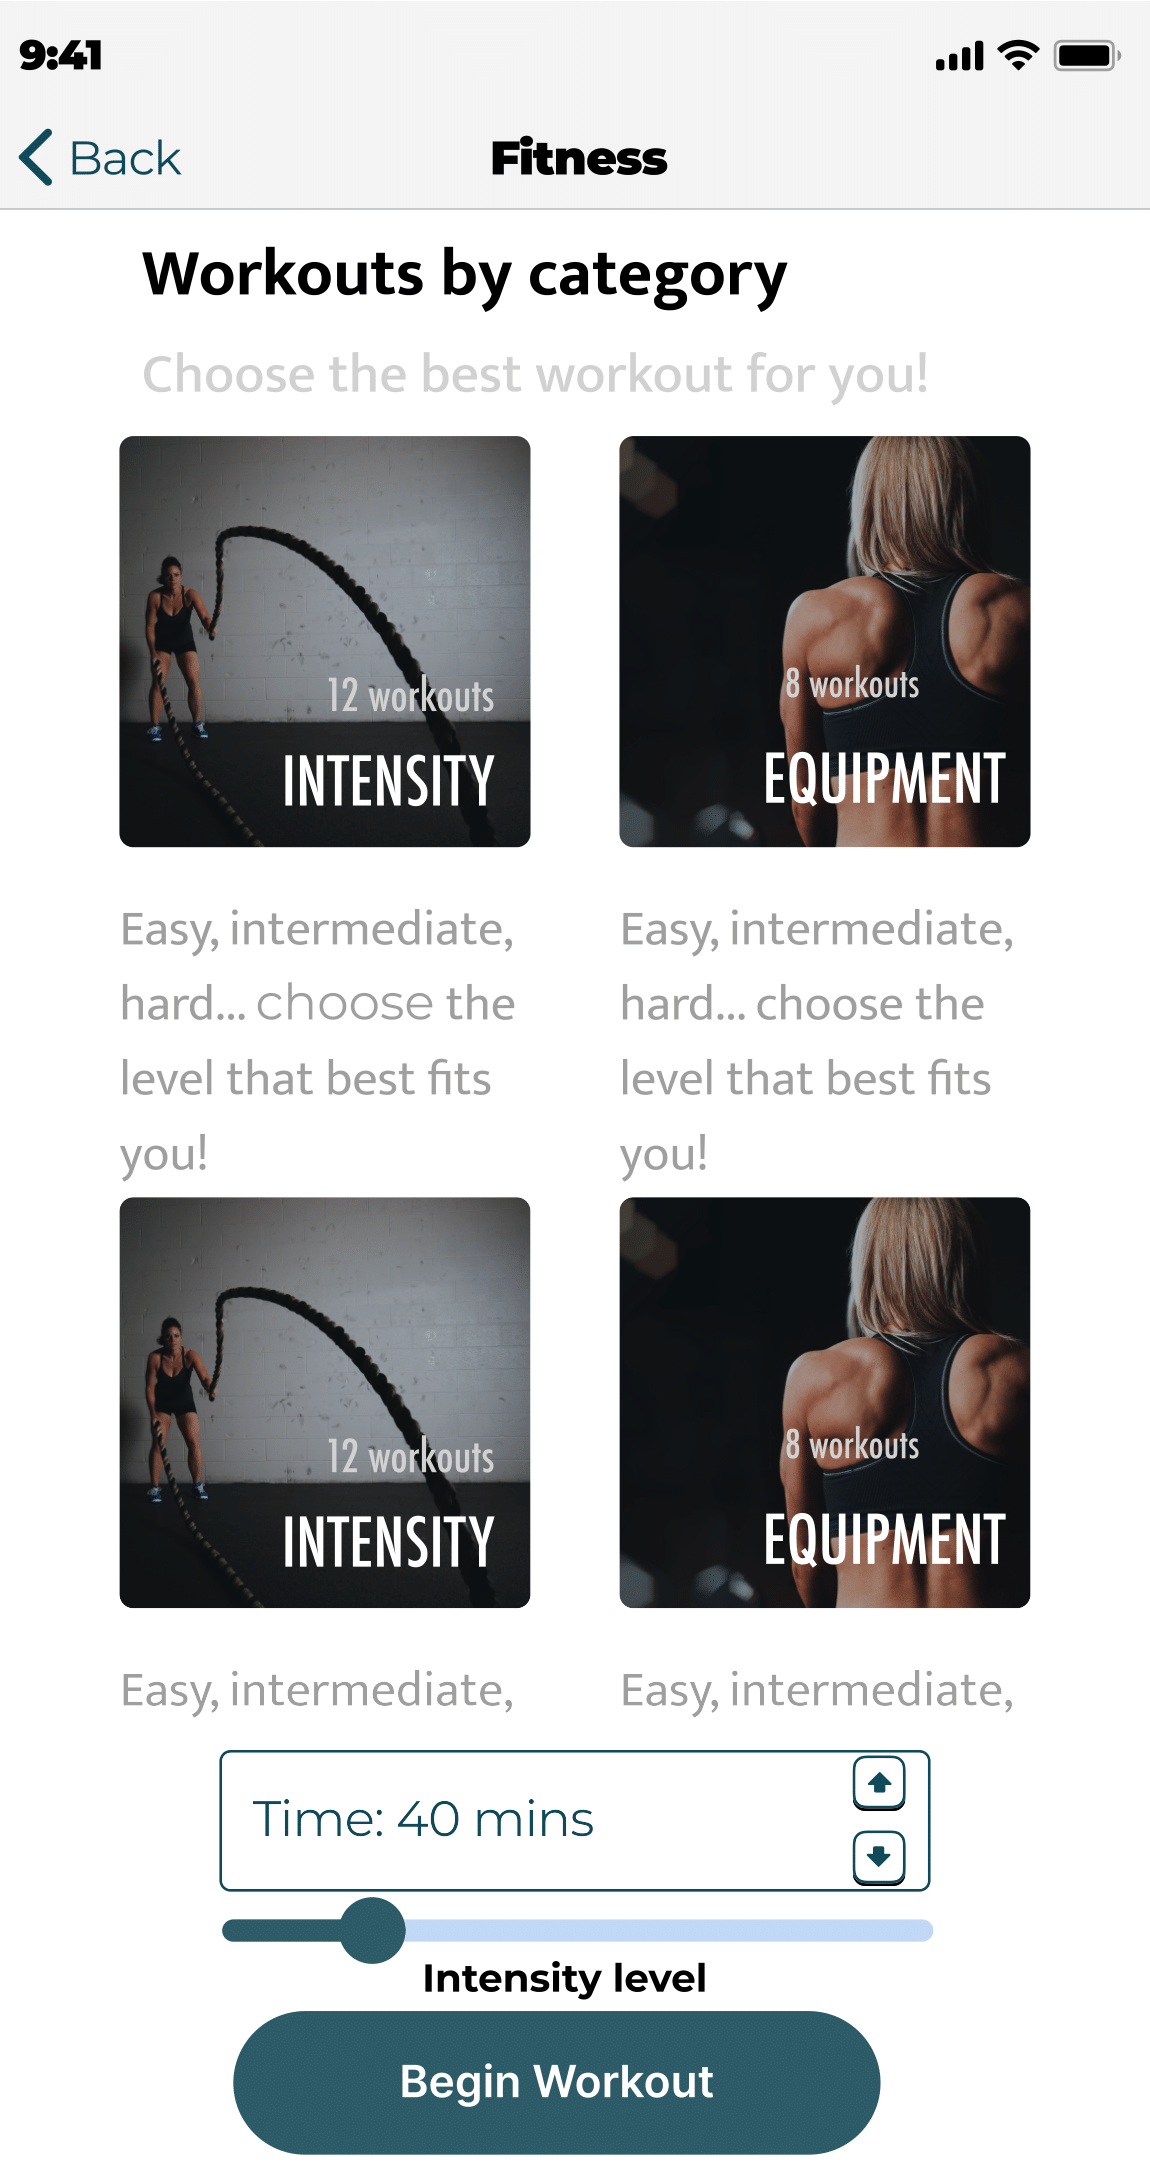 9:41
Back
Fitness
Workouts by category
Choose the best workout for you!
12 workouts
INTENSITY
8 workouts
EQUIPMENT
Easy, intermediate,
hard... choose the
level that best fits
you!
Easy, intermediate,
hard... choose the
level that best fits
you!
12 workouts
INTENSITY
8 workouts
EQUIPMENT
Easy, intermediate,
Easy, intermediate,
Time: 40 mins
Intensity level
Begin Workout